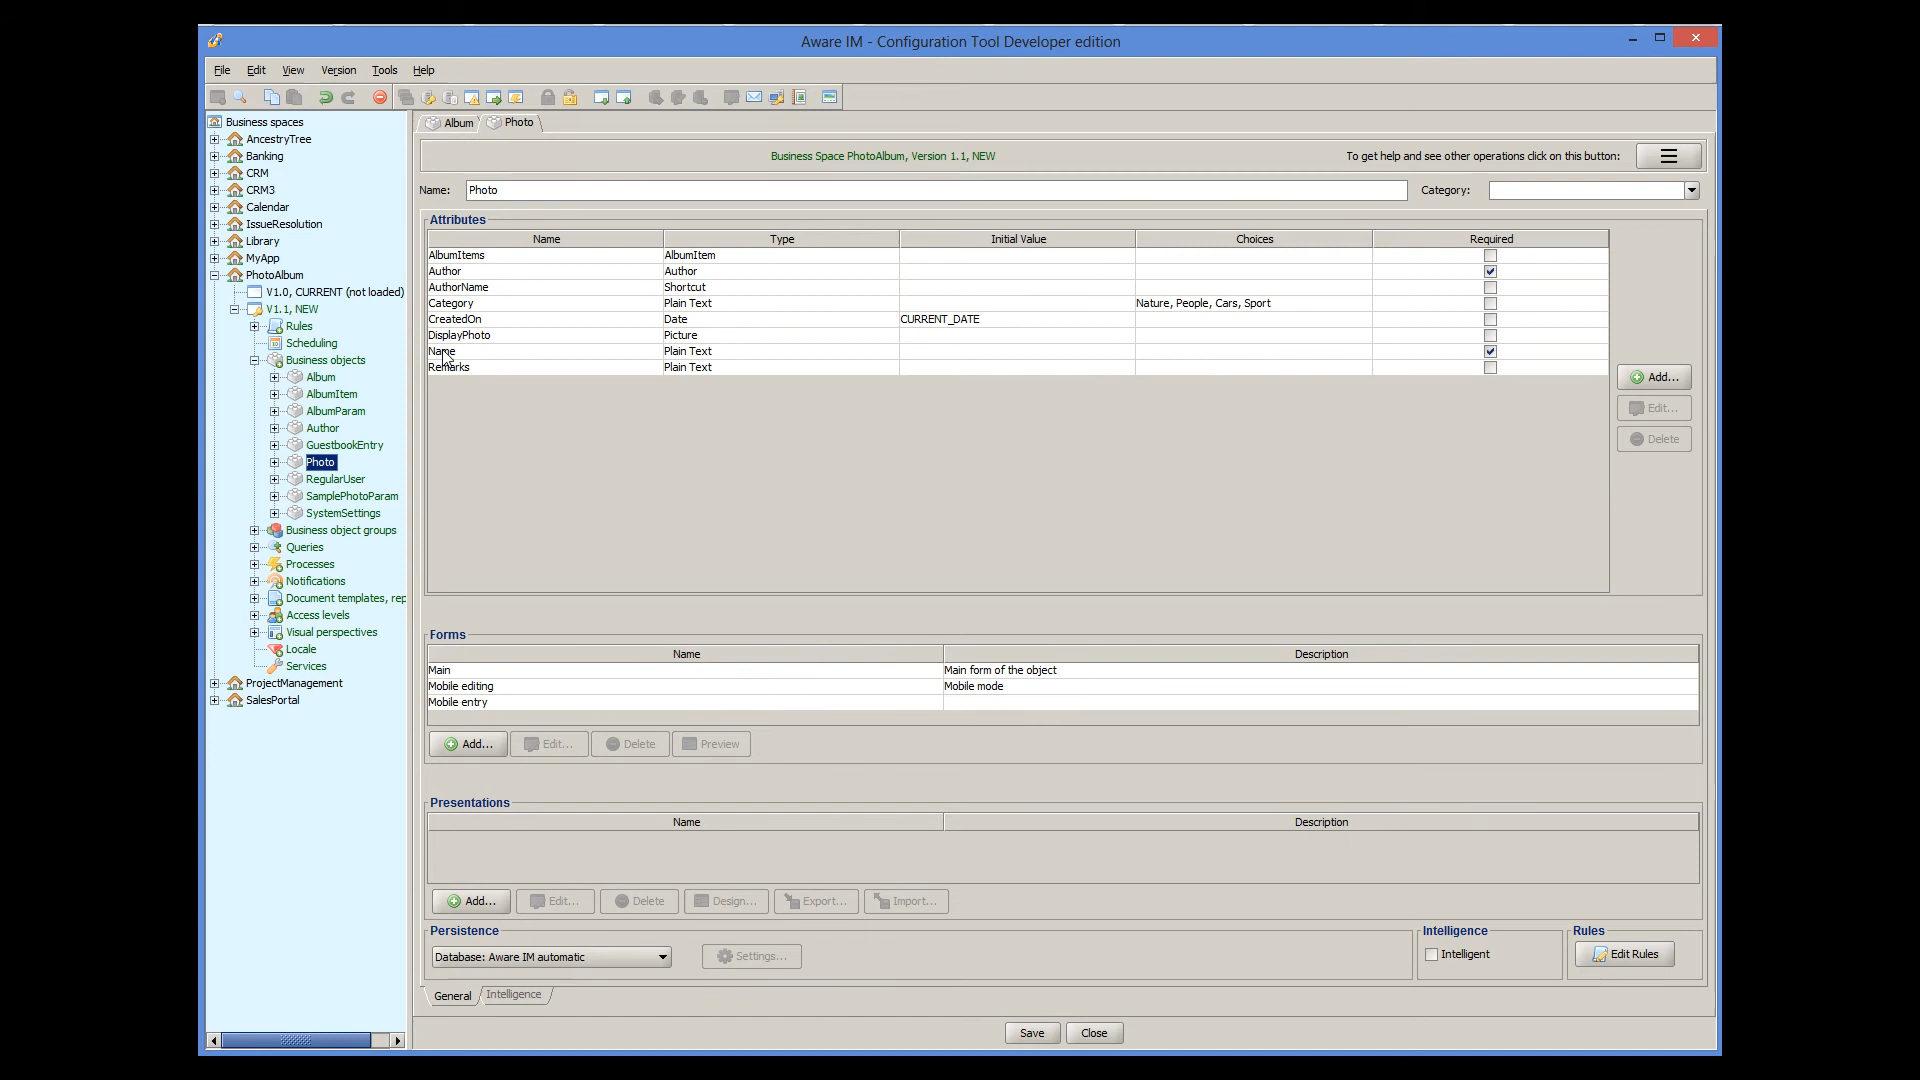 Aware IM - Configuration Tool Developer edition
File Edit View Version Tools Help
Business spaces
AncestryTree
Banking
CRM
CRM3
Calendar
IssueResolution
Library
MyApp
PhotoAlbum
V1.0, CURRENT (not loaded)
V1.1, NEW
Rules
Scheduling
Business objects
Album
AlbumItem
AlbumParam
Author
GuestbookEntry
Photo
RegularUser
SamplePhotoParam
SystemSettings
Business object groups
Queries
Processes
Notifications
Document templates, rep
Access levels
Visual perspectives
Locale
Services
ProjectManagement
SalesPortal
Album Photo
Business Space PhotoAlbum, Version 1.1, NEW To get help and see other operations click on this button:
Name: Photo Category:
Attributes
Name Type Initial Value Choices Required
AlbumItems AlbumItem
Author Author
AuthorName Shortcut
Category Plain Text Nature, People, Cars, Sport
CreatedOn Date CURRENT_DATE
DisplayPhoto Picture
Name Plain Text
Remarks Plain Text
Add...
Edit...
Delete
Forms
Name Description
Main Main form of the object
Mobile editing Mobile mode
Mobile entry
Add... Edit... Delete Preview
Presentations
Name Description
Add... Edit... Delete Design... Export... Import...
Persistence Intelligence Rules
Database: Aware IM automatic Settings... Intelligent Edit Rules
General Intelligence
Save Close